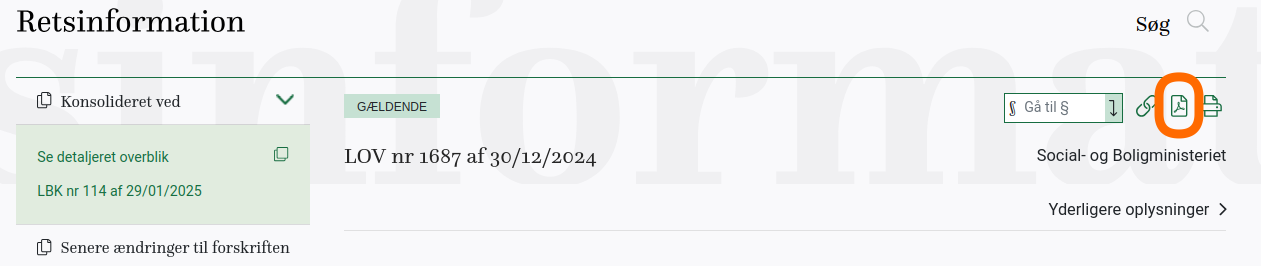 Retsinformation
Søg
Konsolideret ved
Se detaljeret overblik
LBK nr 114 af 29/01/2025
Senere ændringer til forskriften
GÆLDENDE
§ Gå til §
LOV nr 1687 af 30/12/2024
Social- og Boligministeriet
Yderligere oplysninger
sinformat